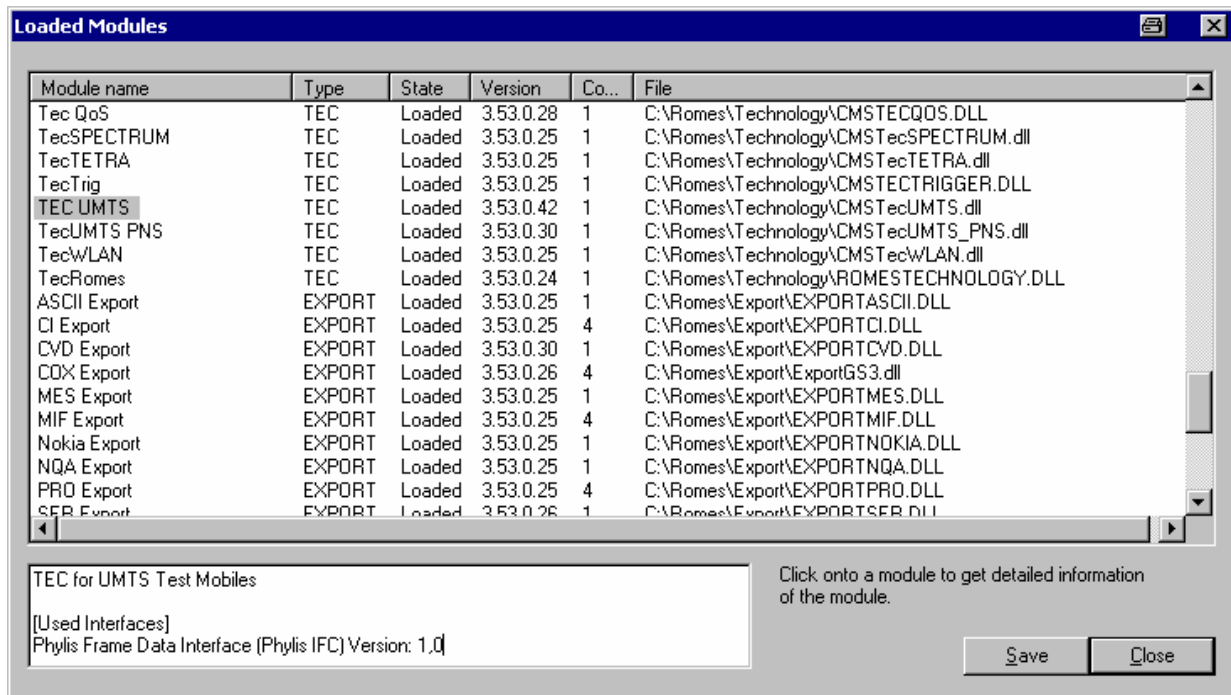 Loaded Modules
Module name Type State Version Co... File
Tec QoS TEC Loaded 3.53.0.28 1 C:\Romes\Technology\CMSTECQOS.DLL
TecSPECTRUM TEC Loaded 3.53.0.25 1 C:\Romes\Technology\CMSTecSPECTRUM.dll
TecTETRA TEC Loaded 3.53.0.25 1 C:\Romes\Technology\CMSTecTETRA.dll
TecTrig TEC Loaded 3.53.0.25 1 C:\Romes\Technology\CMSTECTRIGGER.DLL
TEC UMTS TEC Loaded 3.53.0.42 1 C:\Romes\Technology\CMSTecUMTS.dll
TecUMTS PNS TEC Loaded 3.53.0.30 1 C:\Romes\Technology\CMSTecUMTS_PNS.dll
TecWLAN TEC Loaded 3.53.0.25 1 C:\Romes\Technology\CMSTecWLAN.dll
TecRomes TEC Loaded 3.53.0.24 1 C:\Romes\Technology\ROMESTECHNOLOGY.DLL
ASCII Export EXPORT Loaded 3.53.0.25 1 C:\Romes\Export\EXPORTASCII.DLL
CI Export EXPORT Loaded 3.53.0.25 4 C:\Romes\Export\EXPORTCI.DLL
CVD Export EXPORT Loaded 3.53.0.30 1 C:\Romes\Export\EXPORTCVD.DLL
COX Export EXPORT Loaded 3.53.0.26 4 C:\Romes\Export\ExportGS3.dll
MES Export EXPORT Loaded 3.53.0.25 1 C:\Romes\Export\EXPORTMES.DLL
MIF Export EXPORT Loaded 3.53.0.25 4 C:\Romes\Export\EXPORTMIF.DLL
Nokia Export EXPORT Loaded 3.53.0.25 1 C:\Romes\Export\EXPORTNOKIA.DLL
NQA Export EXPORT Loaded 3.53.0.25 1 C:\Romes\Export\EXPORTNQA.DLL
PRO Export EXPORT Loaded 3.53.0.25 4 C:\Romes\Export\EXPORTPRO.DLL
SER Export EXPORT Loaded 3.53.0.26 1 C:\Romes\Export\EXPORTSER.DLL
TEC for UMTS Test Mobiles
[Used Interfaces]
Phylis Frame Data Interface (Phylis IFC) Version: 1,0
Click onto a module to get detailed information
of the module.
Save Close